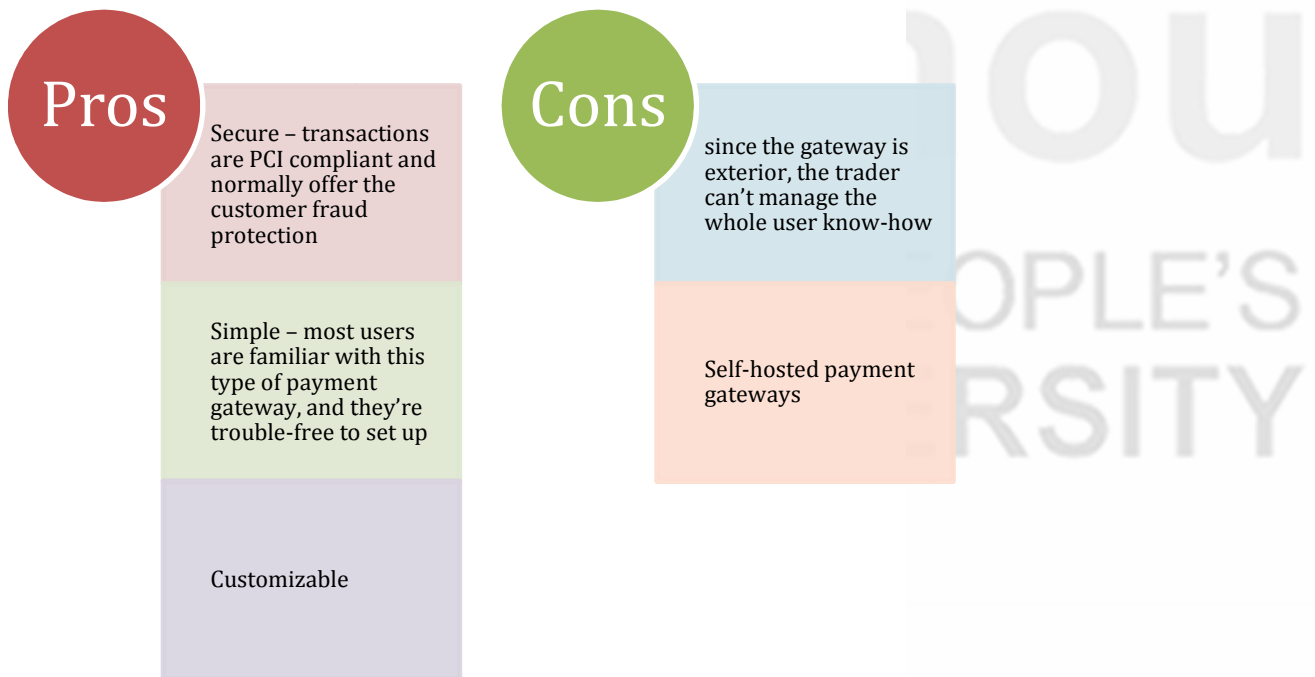 Pros
Secure – transactions
are PCI compliant and
normally offer the
customer fraud
protection
Simple – most users
are familiar with this
type of payment
gateway, and they’re
trouble-free to set up
Customizable
Cons
since the gateway is
exterior, the trader
can’t manage the
whole user know-how
Self-hosted payment
gateways
nou
OPLE’S
ERSITY